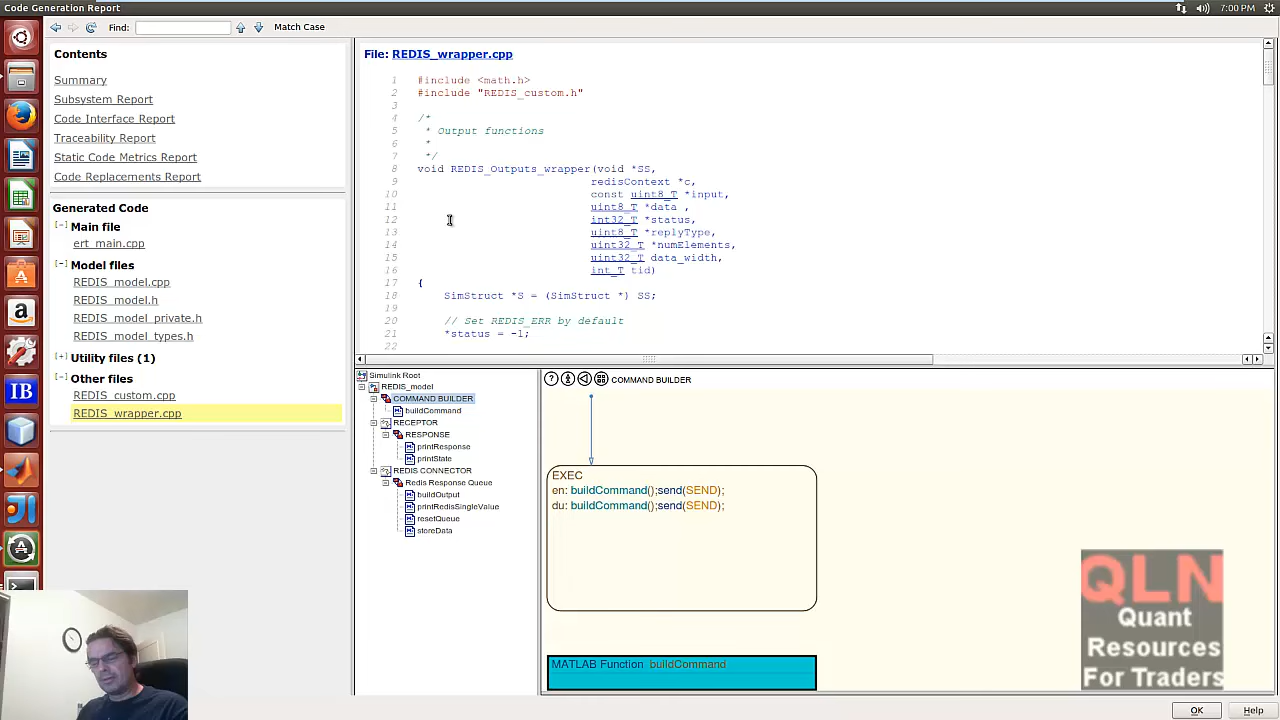 Code Generation Report
7:00 PM
Find:
Match Case
Contents
Summary
Subsystem Report
Code Interface Report
Traceability Report
Static Code Metrics Report
Code Replacements Report
Generated Code
[-] Main file
ert_main.cpp
[-] Model files
REDIS_model.cpp
REDIS_model.h
REDIS_model_private.h
REDIS_model_types.h
[+] Utility files (1)
[-] Other files
REDIS_custom.cpp
REDIS_wrapper.cpp
File: REDIS_wrapper.cpp
1 #include <math.h>
2 #include "REDIS_custom.h"
3
4 /*
5 * Output functions
6 *
7 */
8 void REDIS_Outputs_wrapper(void *SS,
9 redisContext *c,
10 const uint8_T *input,
11 uint8_T *data ,
12 int32_T *status,
13 uint8_T *replyType,
14 uint32_T *numElements,
15 uint32_T data_width,
16 int_T tid)
17 {
18 SimStruct *S = (SimStruct *) SS;
19
20 // Set REDIS_ERR by default
21 *status = -1;
22
Simulink Root
REDIS_model
COMMAND BUILDER
buildCommand
RECEPTOR
RESPONSE
printResponse
printState
REDIS CONNECTOR
Redis Response Queue
buildOutput
printRedisSingleValue
resetQueue
storeData
? COMMAND BUILDER
EXEC
en: buildCommand();send(SEND);
du: buildCommand();send(SEND);
MATLAB Function buildCommand
IB
QLN
Quant
Resources
For Traders
OK
Help